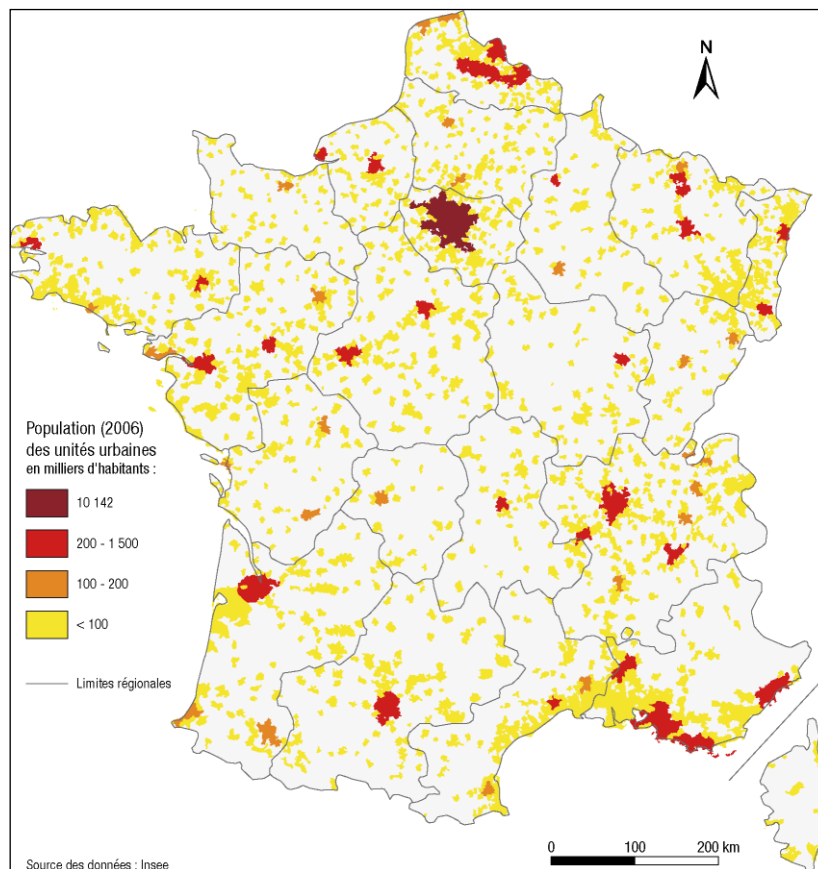 N
Population (2006)
des unités urbaines
en milliers d'habitants :
10 142
200 - 1 500
100 - 200
< 100
Limites régionales
0 100 200 km
Source des données : Insee